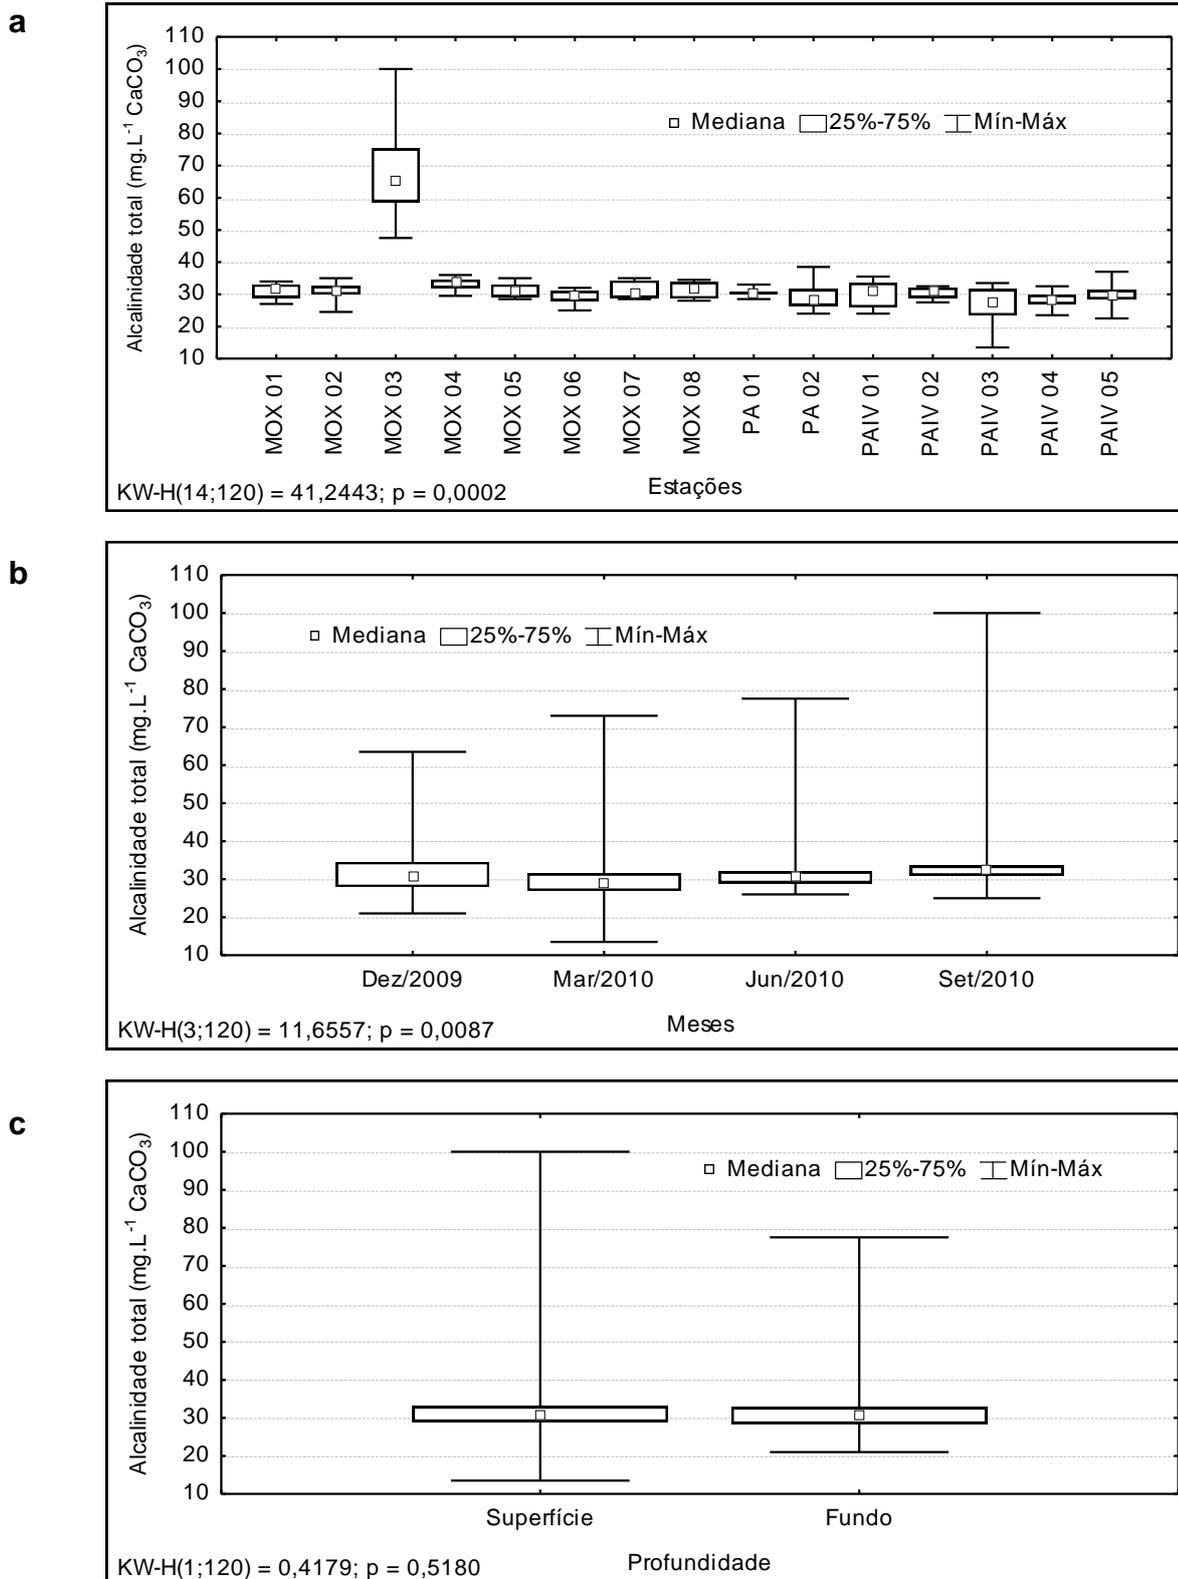 a
Alcalinidade total (mg.L⁻¹ CaCO₃)
110
100
90
80
70
60
50
40
30
20
10
Mediana 25%-75% Mín-Máx
MOX 01
MOX 02
MOX 03
MOX 04
MOX 05
MOX 06
MOX 07
MOX 08
PA 01
PA 02
PAIV 01
PAIV 02
PAIV 03
PAIV 04
PAIV 05
Estações
KW-H(14;120) = 41,2443; p = 0,0002
b
Alcalinidade total (mg.L⁻¹ CaCO₃)
110
100
90
80
70
60
50
40
30
20
10
Mediana 25%-75% Mín-Máx
Dez/2009 Mar/2010 Jun/2010 Set/2010
Meses
KW-H(3;120) = 11,6557; p = 0,0087
c
Alcalinidade total (mg.L⁻¹ CaCO₃)
110
100
90
80
70
60
50
40
30
20
10
Mediana 25%-75% Mín-Máx
Superfície Fundo
Profundidade
KW-H(1;120) = 0,4179; p = 0,5180